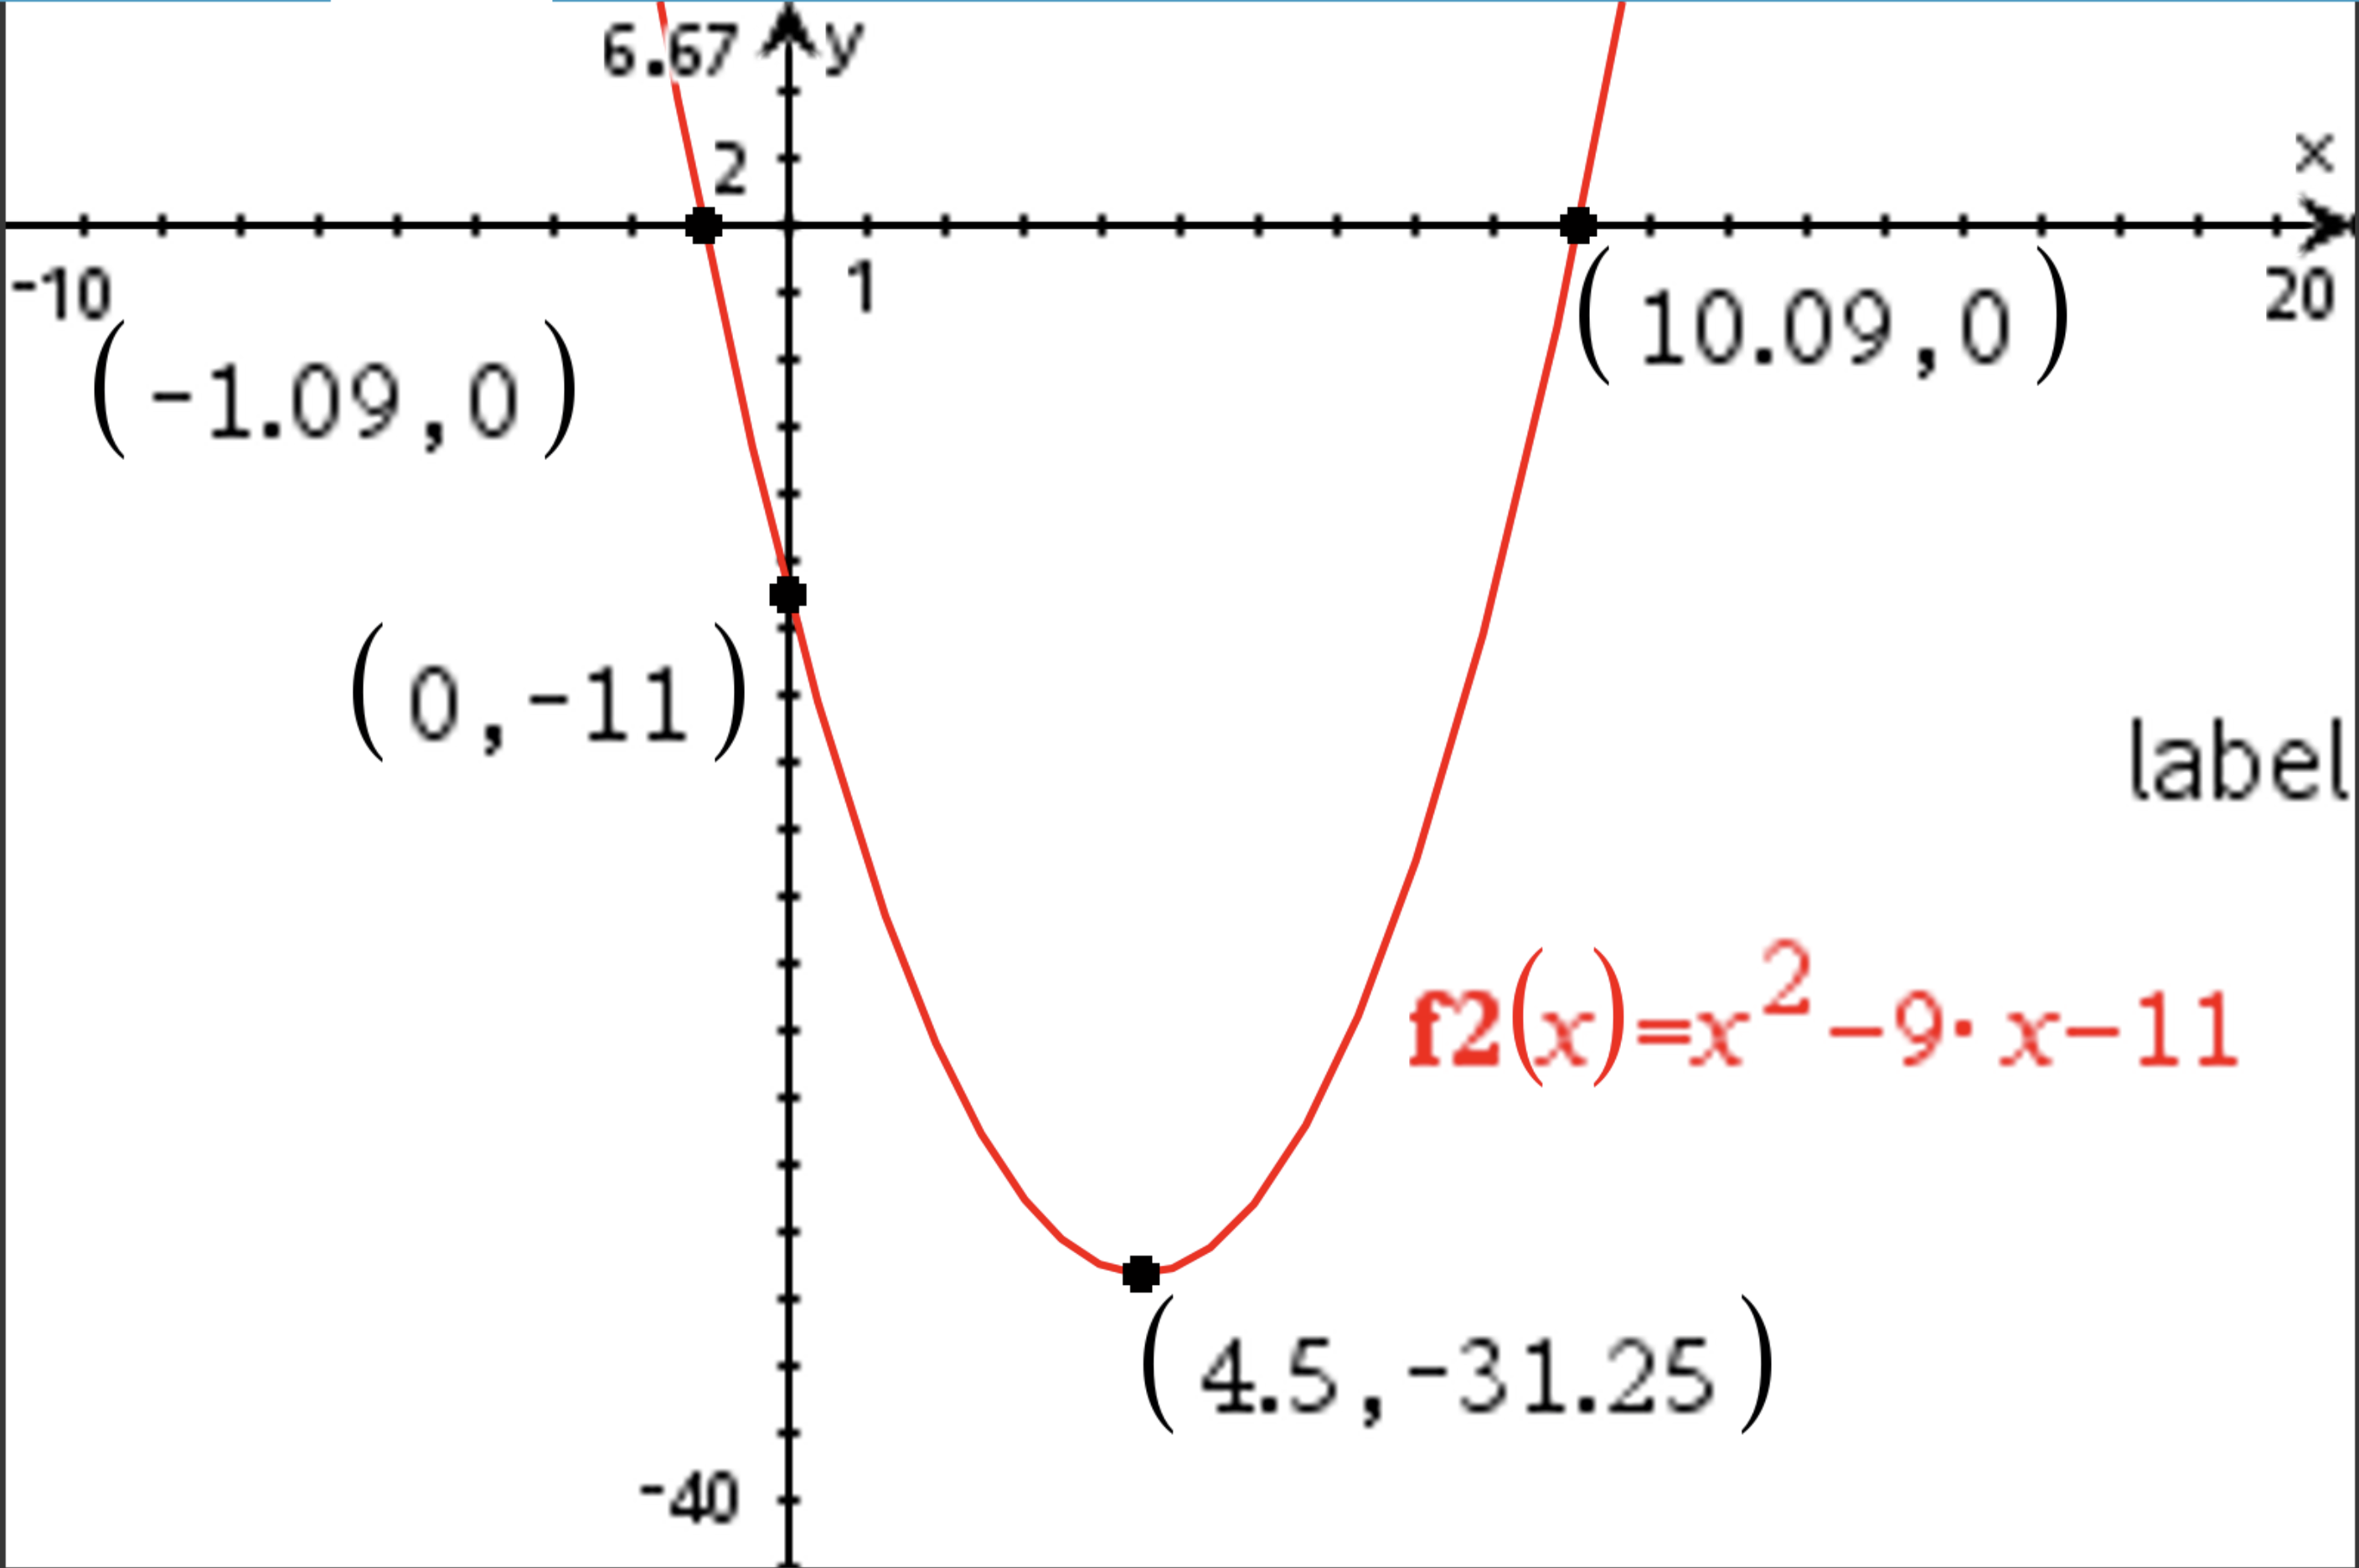 6.67
y
2
x
-10
1
20
(10.09,0)
(-1.09,0)
(0,-11)
label
f2(x)=x²-9·x-11
(4.5,-31.25)
-40